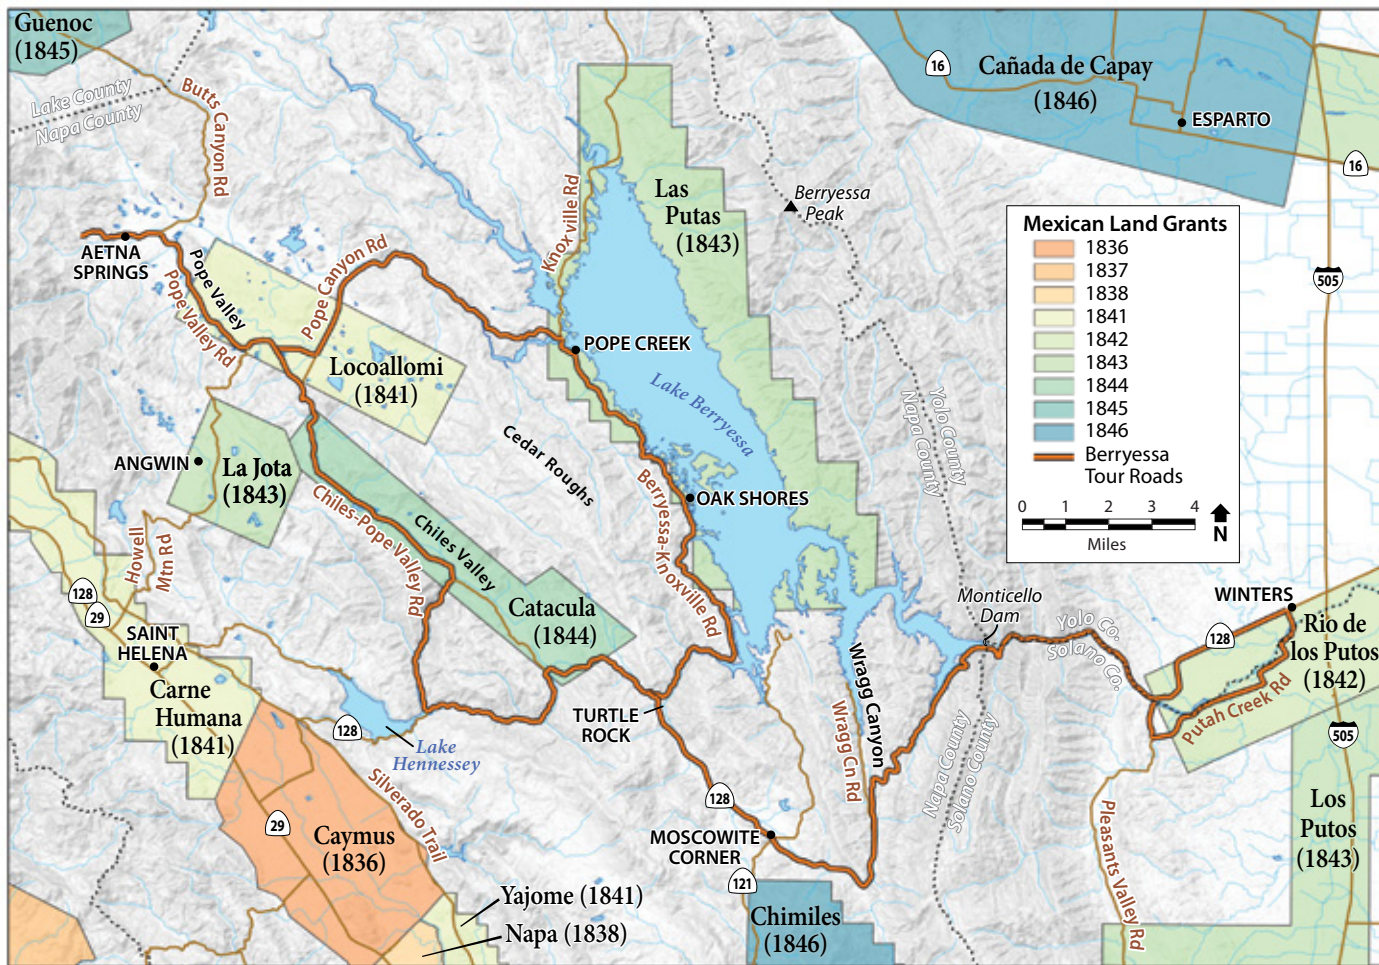 Guenoc
(1845)
Lake County
Napa County
Butts Canyon Rd
16
Cañada de Capay
(1846)
ESPARTO
16
Knoxville Rd
Las
Putas
(1843)
Berryessa
Peak
Mexican Land Grants
1836
1837
1838
1841
1842
1843
1844
1845
1846
Berryessa
Tour Roads
0 1 2 3 4
Miles
N
505
AETNA
SPRINGS
Pope Valley
Pope Valley Rd
Pope Canyon Rd
POPE CREEK
Locoallomi
(1841)
Lake Berryessa
Yolo County
Napa County
Cedar Roughs
ANGWIN
La Jota
(1843)
OAK SHORES
Chiles-Pope Valley Rd
Chiles Valley
Berryessa-Knoxville Rd
Howell
Mtn Rd
128
29
Catacula
(1844)
SAINT
HELENA
Monticello
Dam
WINTERS
Yolo Co.
Solano Co.
128
Rio de
los Putos
(1842)
Putah Creek Rd
Carne
Humana
(1841)
128
Lake
Hennessey
TURTLE
ROCK
Wragg Canyon
Wragg Cn Rd
Napa County
Solano County
505
Silverado Trail
29
Caymus
(1836)
128
MOSCOWITE
CORNER
121
Pleasants Valley Rd
Los
Putos
(1843)
Yajome (1841)
Napa (1838)
Chimiles
(1846)